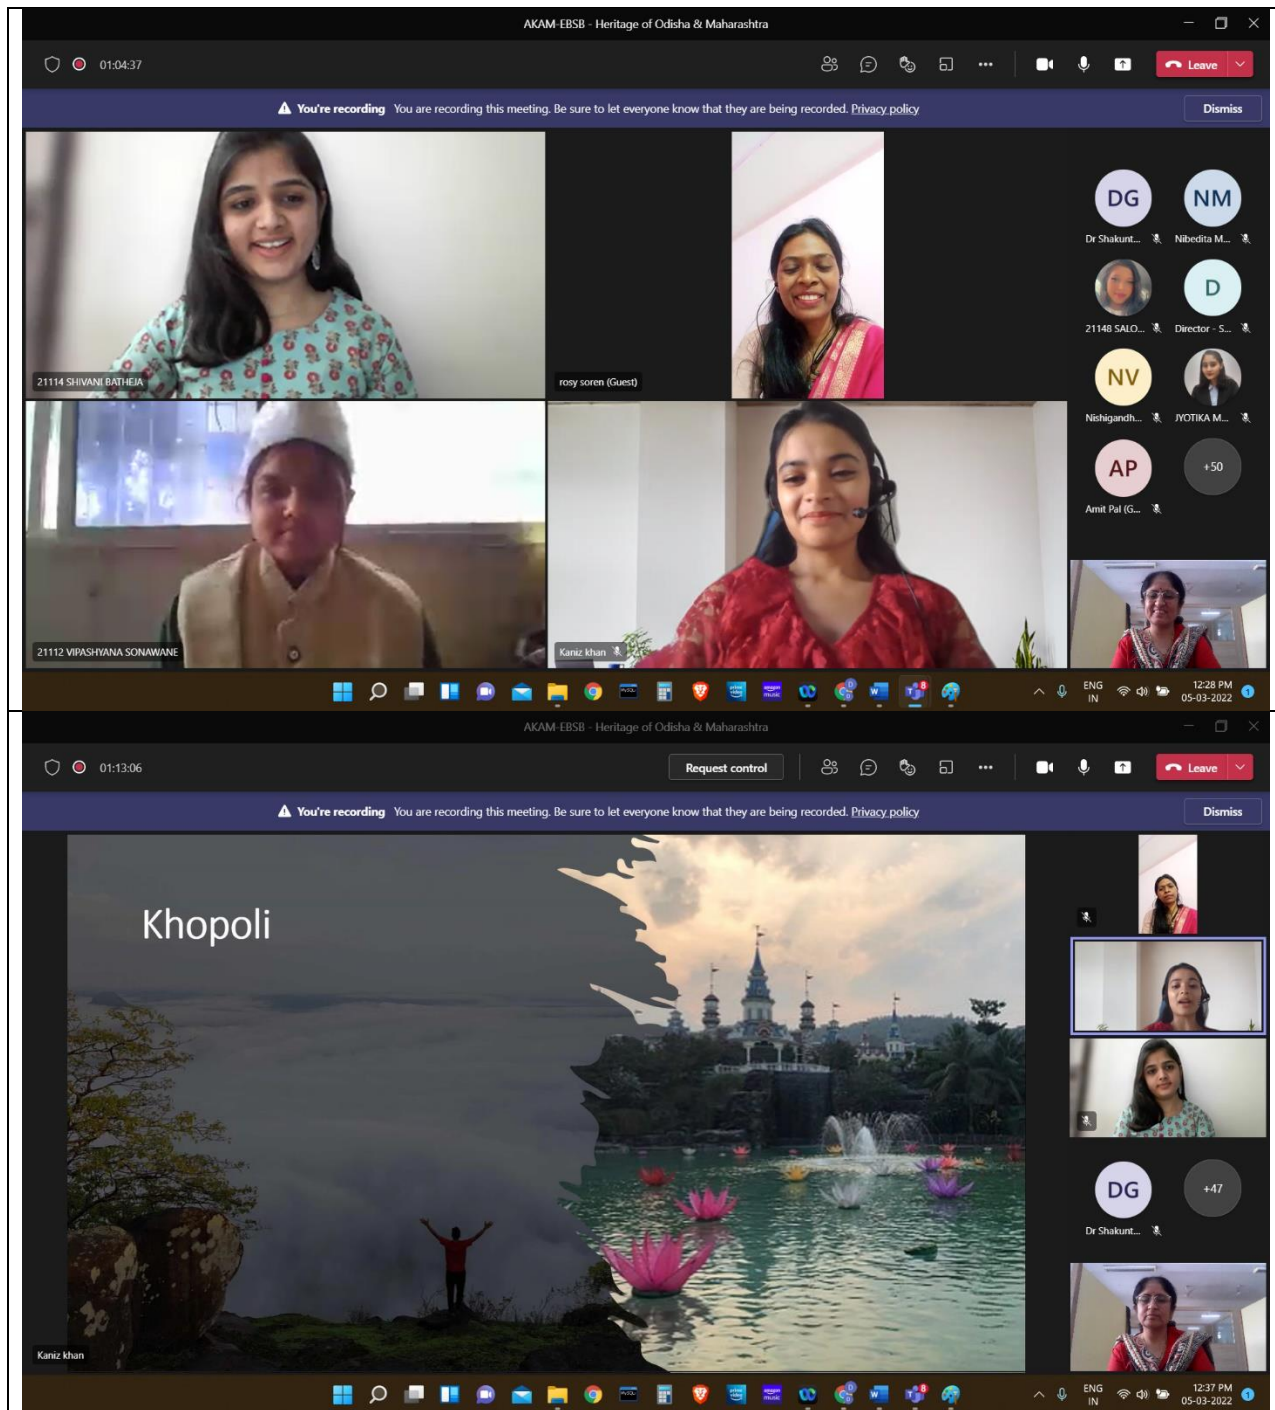 AKAM-EBSB - Heritage of Odisha & Maharashtra
01:04:37
Leave
You're recording You are recording this meeting. Be sure to let everyone know that they are being recorded. Privacy policy
Dismiss
21114 SHIVANI BATHEJA
rosy soren (Guest)
21112 VIPASHYANA SONAWANE
Kaniz khan
DG
NM
Dr Shakunt...
Nibedita M...
D
21148 SALO...
Director - S...
NV
Nishigandh...
JYOTIKA M...
AP
+50
Amit Pal (G...
ENG
IN
12:28 PM
05-03-2022
1
AKAM-EBSB - Heritage of Odisha & Maharashtra
01:13:06
Request control
Leave
You're recording You are recording this meeting. Be sure to let everyone know that they are being recorded. Privacy policy
Dismiss
Khopoli
Kaniz khan
DG
+47
Dr Shakunt...
ENG
IN
12:37 PM
05-03-2022
1